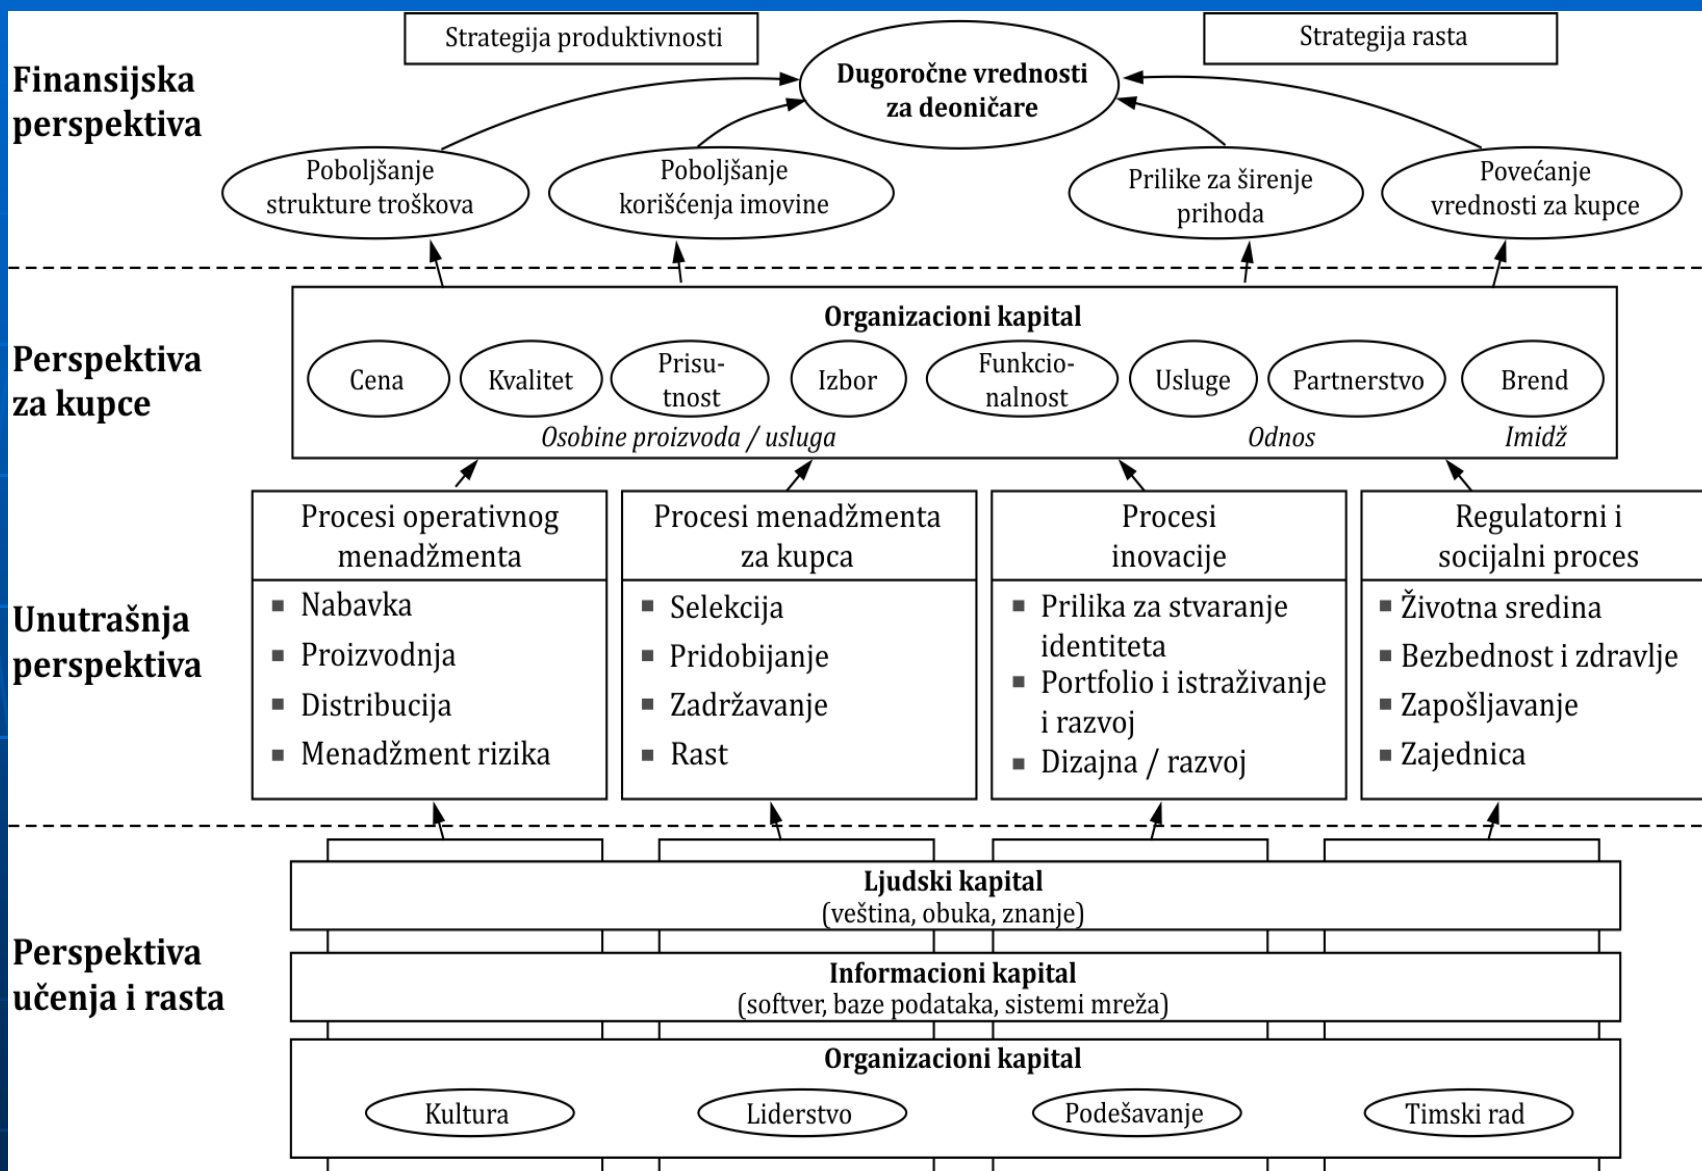 Strategija produktivnosti
Strategija rasta
Finansijska
perspektiva
Dugoročne vrednosti
za deoničare
Poboljšanje
strukture troškova
Poboljšanje
korišćenja imovine
Prilike za širenje
prihoda
Povećanje
vrednosti za kupce
Perspektiva
za kupce
Organizacioni kapital
Cena
Kvalitet
Prisu-
tnost
Izbor
Funkcio-
nalnost
Usluge
Partnerstvo
Brend
Osobine proizvoda / usluga
Odnos
Imidž
Unutrašnja
perspektiva
Procesi operativnog
menadžmenta
▪ Nabavka
▪ Proizvodnja
▪ Distribucija
▪ Menadžment rizika
Procesi menadžmenta
za kupca
▪ Selekcija
▪ Pridobijanje
▪ Zadržavanje
▪ Rast
Procesi
inovacije
▪ Prilika za stvaranje
identiteta
▪ Portfolio i istraživanje
i razvoj
▪ Dizajna / razvoj
Regulatorni i
socijalni proces
▪ Životna sredina
▪ Bezbednost i zdravlje
▪ Zapošljavanje
▪ Zajednica
Perspektiva
učenja i rasta
Ljudski kapital
(veština, obuka, znanje)
Informacioni kapital
(softver, baze podataka, sistemi mreža)
Organizacioni kapital
Kultura
Liderstvo
Podešavanje
Timski rad